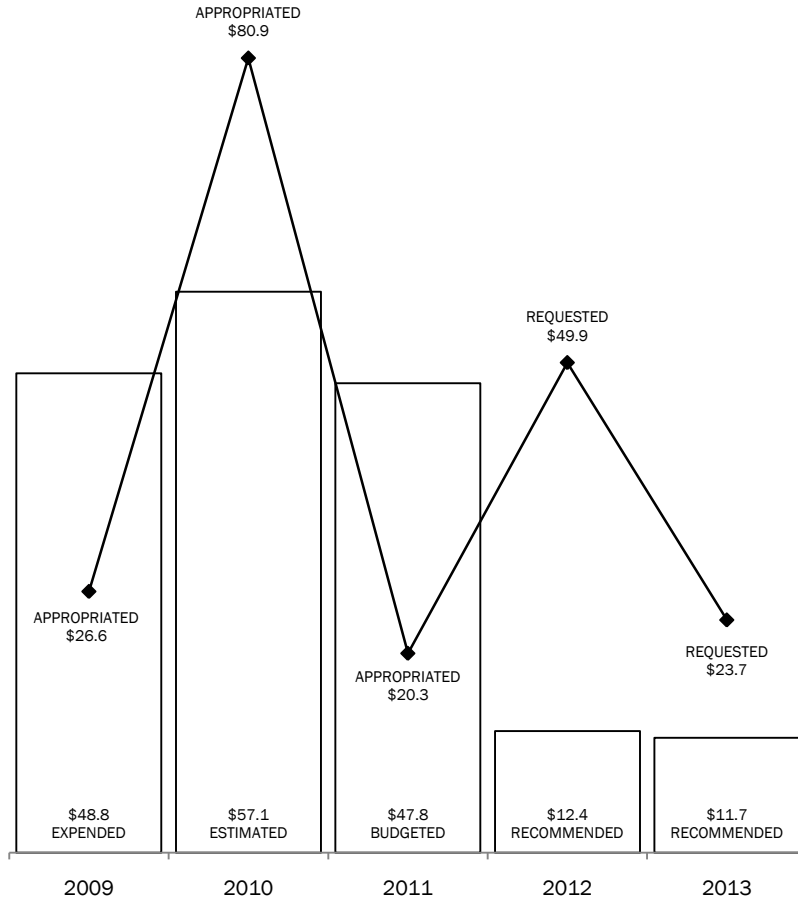 APPROPRIATED
$80.9
REQUESTED
$49.9
APPROPRIATED
$26.6
APPROPRIATED
$20.3
REQUESTED
$23.7
$48.8
EXPENDED
$57.1
ESTIMATED
$47.8
BUDGETED
$12.4
RECOMMENDED
$11.7
RECOMMENDED
2009
2010
2011
2012
2013